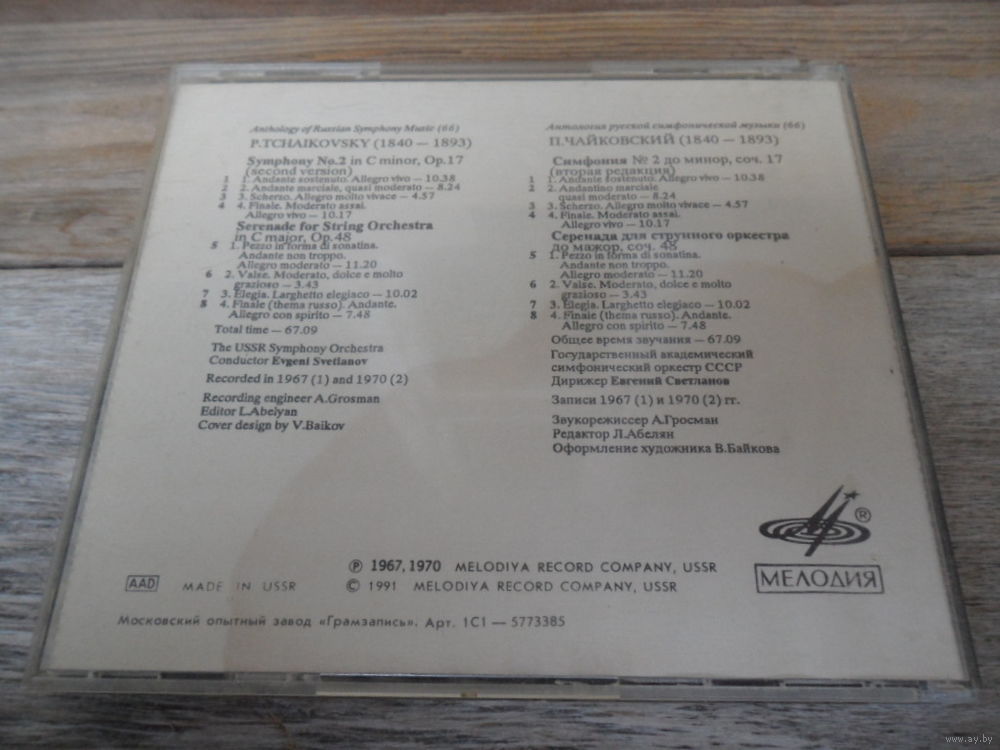 Anthology of Russian Symphony Music (66)
P.TCHAIKOVSKY (1840 — 1893)
Symphony No.2 in C minor, Op.17
(second version)
1 1. Andante sostenuto. Allegro vivo — 10.38
2 2. Andante marciale, quasi moderato — 8.24
3 3. Scherzo. Allegro molto vivace — 4.57
4 4. Finale. Moderato assai.
Allegro vivo — 10.17
Serenade for String Orchestra
in C major, Op.48
5 1. Pezzo in forma di sonatina.
Andante non troppo.
Allegro moderato — 11.20
6 2. Valse. Moderato, dolce e molto
grazioso — 3.43
7 3. Elegia. Larghetto elegiaco — 10.02
8 4. Finale (thema russo). Andante.
Allegro con spirito — 7.48
Total time — 67.09
The USSR Symphony Orchestra
Conductor Evgeni Svetlanov
Recorded in 1967 (1) and 1970 (2)
Recording engineer A.Grosman
Editor L.Abelyan
Cover design by V.Baikov
Антология русской симфонической музыки (66)
П.ЧАЙКОВСКИЙ (1840 — 1893)
Симфония № 2 до минор, соч. 17
(вторая редакция)
1 1. Andante sostenuto. Allegro vivo — 10.38
2 2. Andantino marciale
quasi moderato — 8.24
3 3. Scherzo. Allegro molto vivace — 4.57
4 4. Finale. Moderato assai.
Allegro vivo — 10.17
Серенада для струнного оркестра
до мажор, соч. 48
5 1. Pezzo in forma di sonatina.
Andante non troppo.
Allegro moderato — 11.20
6 2. Valse. Moderato, dolce e molto
grazioso — 3.43
7 3. Elegia. Larghetto elegiaco — 10.02
8 4. Finale (thema russo). Andante.
Allegro con spirito — 7.48
Общее время звучания — 67.09
Государственный академический
симфонический оркестр СССР
Дирижер Евгений Светланов
Записи 1967 (1) и 1970 (2) гг.
Звукорежиссер А.Гросман
Редактор Л.Абелян
Оформление художника В.Байкова
®
МЕЛОДИЯ
℗ 1967, 1970 MELODIYA RECORD COMPANY, USSR
AAD MADE IN USSR © 1991 MELODIYA RECORD COMPANY, USSR
Московский опытный завод «Грамзапись». Арт. 1С1 — 5773385
www.ay.by